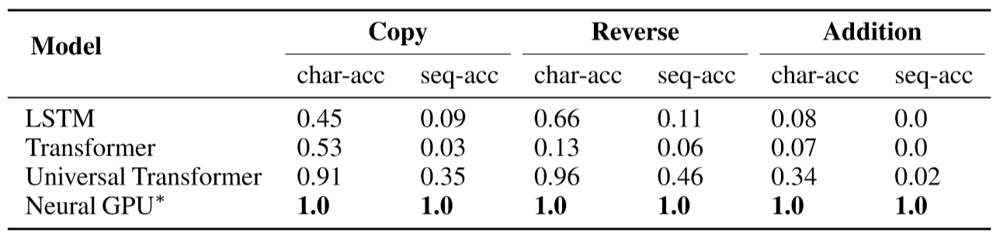 Model Copy Reverse Addition
char-acc seq-acc char-acc seq-acc char-acc seq-acc
LSTM 0.45 0.09 0.66 0.11 0.08 0.0
Transformer 0.53 0.03 0.13 0.06 0.07 0.0
Universal Transformer 0.91 0.35 0.96 0.46 0.34 0.02
Neural GPU* 1.0 1.0 1.0 1.0 1.0 1.0